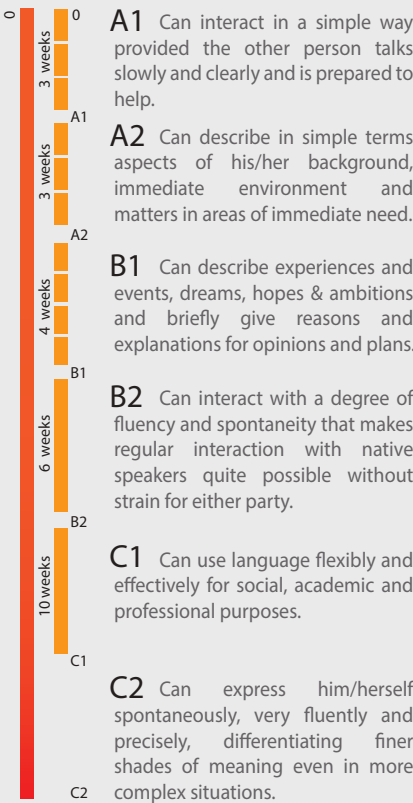 0
0
3 weeks
A1
3 weeks
A2
4 weeks
B1
6 weeks
B2
10 weeks
C1
C2
A1 Can interact in a simple way
provided the other person talks
slowly and clearly and is prepared to
help.
A2 Can describe in simple terms
aspects of his/her background,
immediate environment and
matters in areas of immediate need.
B1 Can describe experiences and
events, dreams, hopes & ambitions
and briefly give reasons and
explanations for opinions and plans.
B2 Can interact with a degree of
fluency and spontaneity that makes
regular interaction with native
speakers quite possible without
strain for either party.
C1 Can use language flexibly and
effectively for social, academic and
professional purposes.
C2 Can express him/herself
spontaneously, very fluently and
precisely, differentiating finer
shades of meaning even in more
complex situations.